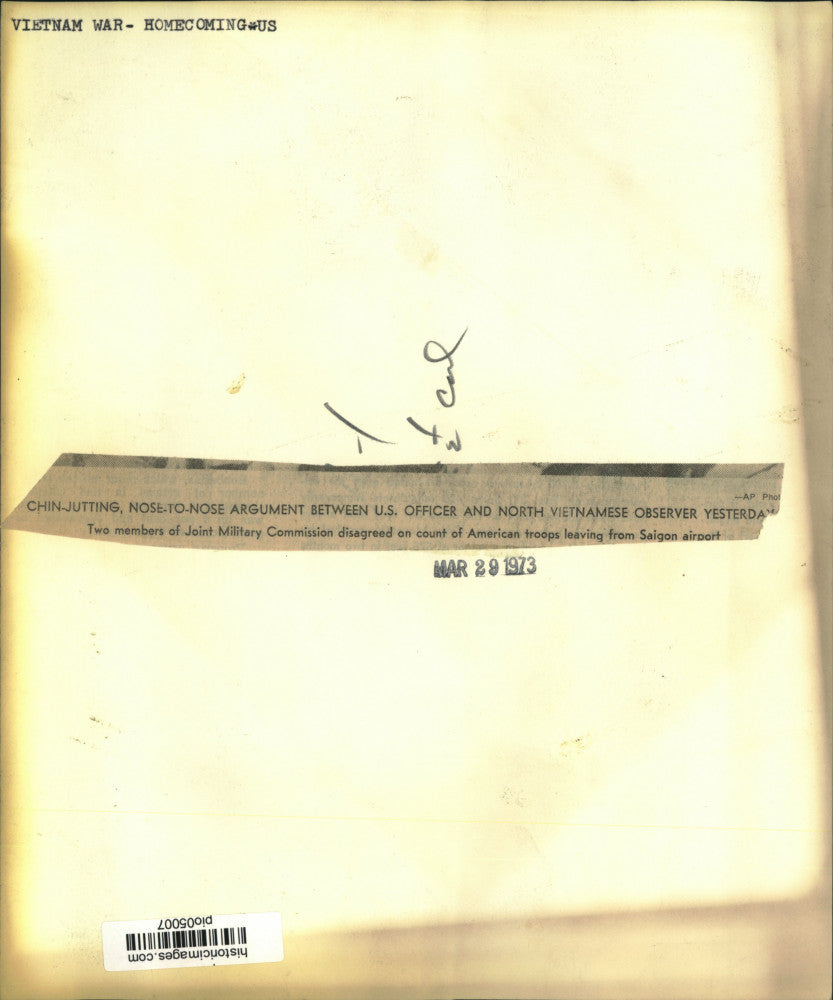 VIETNAM WAR- HOMECOMING*US
—AP Phot
CHIN-JUTTING, NOSE-TO-NOSE ARGUMENT BETWEEN U.S. OFFICER AND NORTH VIETNAMESE OBSERVER YESTERDAY
Two members of Joint Military Commission disagreed on count of American troops leaving from Saigon airport
MAR 29 1973
historicimages.com
pio05007